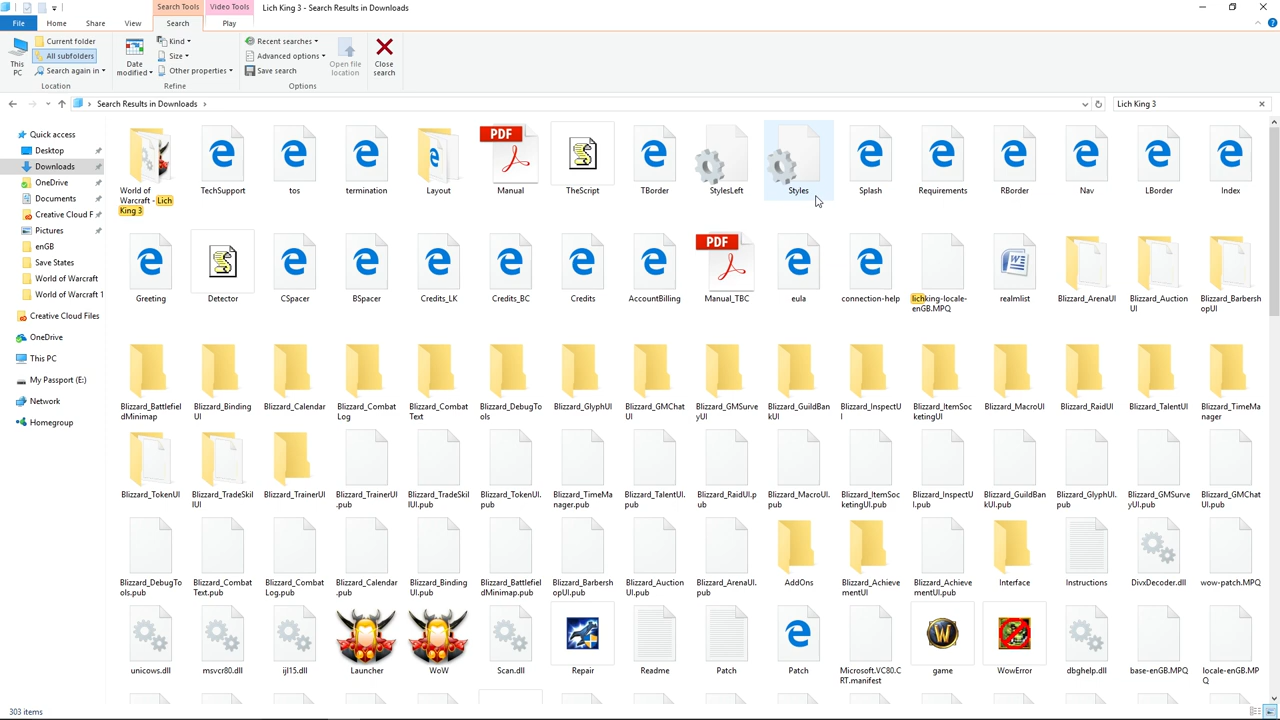 Search Tools
Video Tools
Lich King 3 - Search Results in Downloads
File
Home
Share
View
Search
Play
This PC
Current folder
All subfolders
Search again in
Location
Date modified
Kind
Size
Other properties
Refine
Recent searches
Advanced options
Save search
Options
Open file location
Close search
Search Results in Downloads
Lich King 3
Quick access
Desktop
Downloads
OneDrive
Documents
Creative Cloud F
Pictures
enGB
Save States
World of Warcraft
World of Warcraft 1
Creative Cloud Files
OneDrive
This PC
My Passport (E:)
Network
Homegroup
World of Warcraft - Lich King 3
TechSupport
tos
termination
Layout
PDF
Manual
TheScript
TBorder
StylesLeft
Styles
Splash
Requirements
RBorder
Nav
LBorder
Index
Greeting
Detector
CSpacer
BSpacer
Credits_LK
Credits_BC
Credits
AccountBilling
PDF
Manual_TBC
eula
connection-help
lichking-locale-enGB.MPQ
realmlist
Blizzard_ArenaUI
Blizzard_AuctionUI
Blizzard_BarbershopUI
Blizzard_BattlefieldMinimap
Blizzard_BindingUI
Blizzard_Calendar
Blizzard_CombatLog
Blizzard_CombatText
Blizzard_DebugTools
Blizzard_GlyphUI
Blizzard_GMChatUI
Blizzard_GMSurveyUI
Blizzard_GuildBankUI
Blizzard_InspectUI
Blizzard_ItemSocketingUI
Blizzard_MacroUI
Blizzard_RaidUI
Blizzard_TalentUI
Blizzard_TimeManager
Blizzard_TokenUI
Blizzard_TradeSkillUI
Blizzard_TrainerUI
Blizzard_TrainerUI.pub
Blizzard_TradeSkillUI.pub
Blizzard_TokenUI.pub
Blizzard_TimeManager.pub
Blizzard_TalentUI.pub
Blizzard_RaidUI.pub
Blizzard_MacroUI.pub
Blizzard_ItemSocketingUI.pub
Blizzard_InspectUI.pub
Blizzard_GuildBankUI.pub
Blizzard_GlyphUI.pub
Blizzard_GMSurveyUI.pub
Blizzard_GMChatUI.pub
Blizzard_DebugTools.pub
Blizzard_CombatText.pub
Blizzard_CombatLog.pub
Blizzard_Calendar.pub
Blizzard_BindingUI.pub
Blizzard_BattlefieldMinimap.pub
Blizzard_BarbershopUI.pub
Blizzard_AuctionUI.pub
Blizzard_ArenaUI.pub
AddOns
Blizzard_AchievementUI
Blizzard_AchievementUI.pub
Interface
Instructions
DivxDecoder.dll
wow-patch.MPQ
unicows.dll
msvcr80.dll
ijl15.dll
Launcher
WoW
Scan.dll
Repair
Readme
Patch
Patch
Microsoft.VC80.CRT.manifest
game
WowError
dbghelp.dll
base-enGB.MPQ
locale-enGB.MPQ
303 items